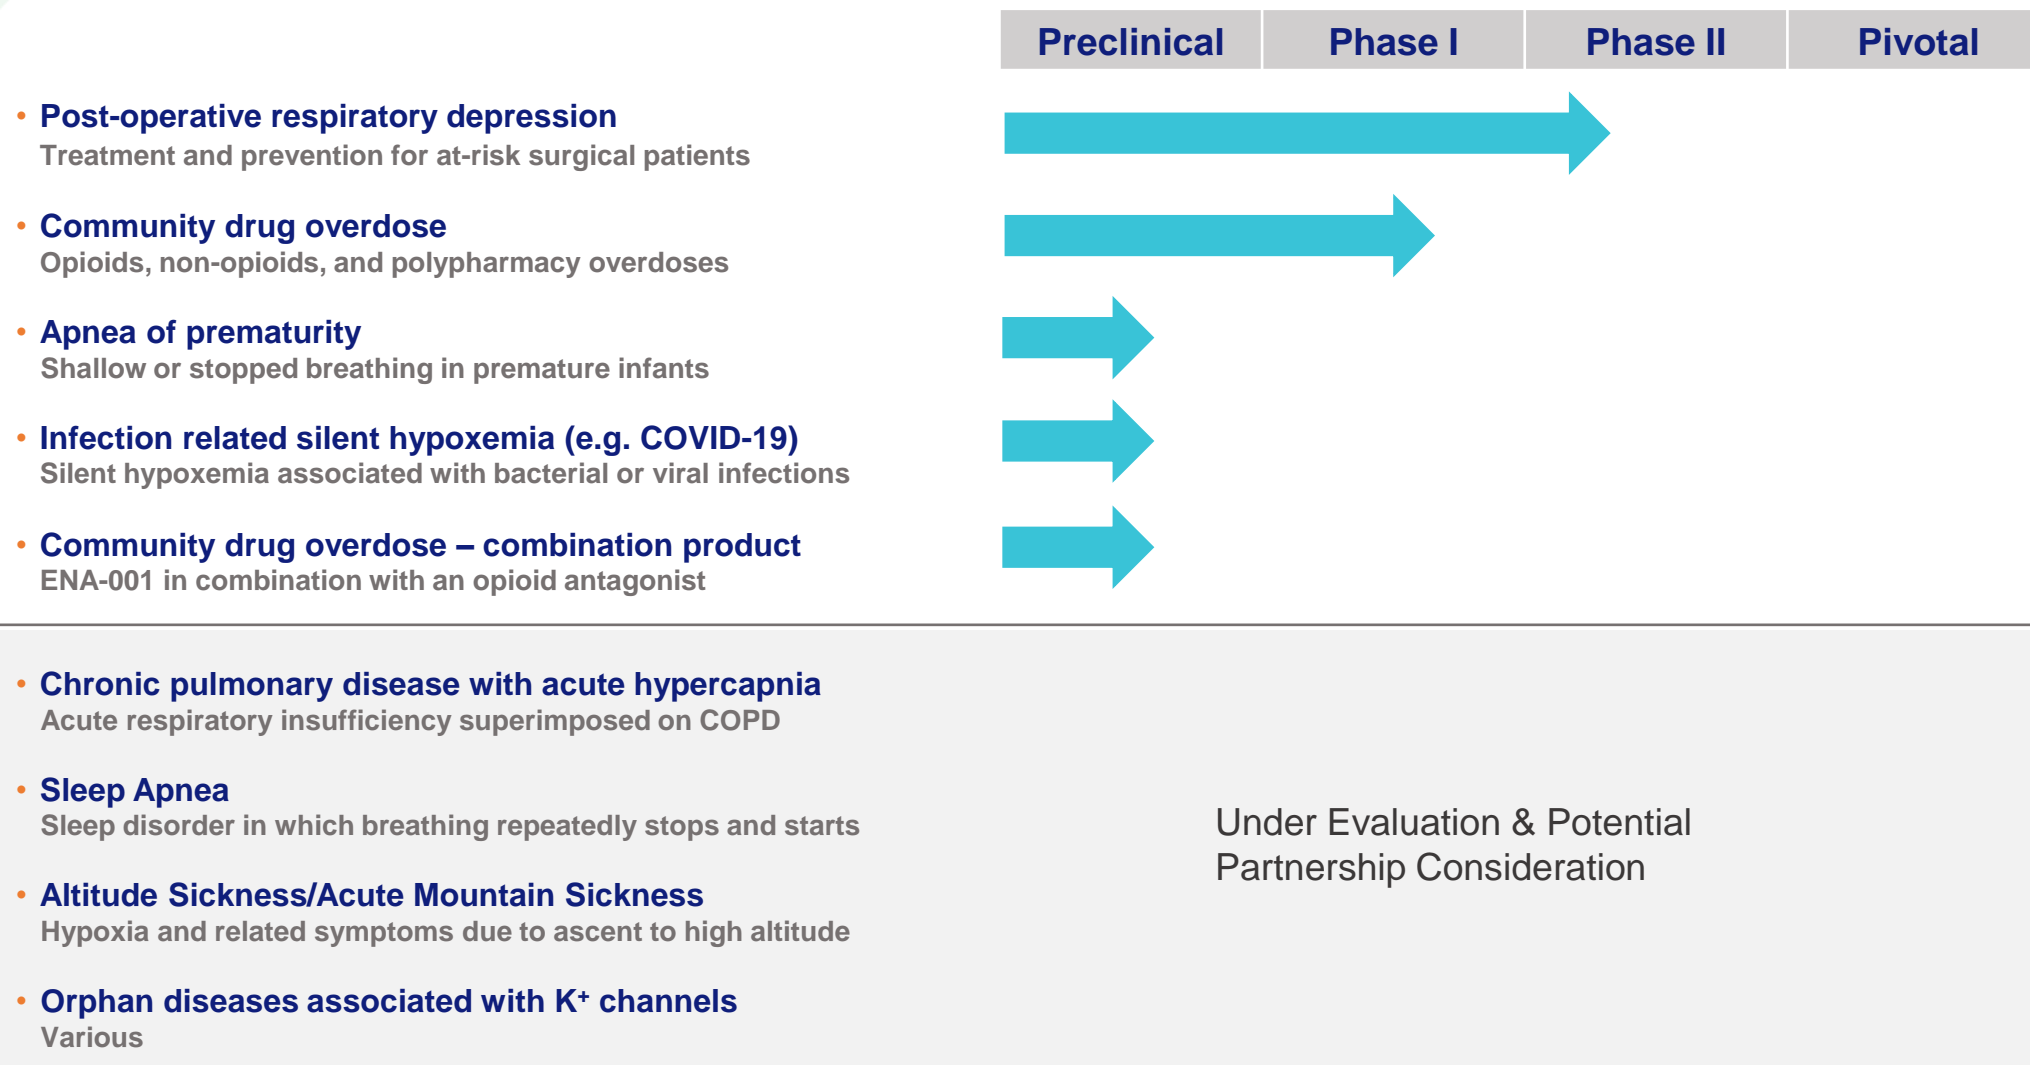 Preclinical Phase I Phase II Pivotal
• Post-operative respiratory depression
Treatment and prevention for at-risk surgical patients
• Community drug overdose
Opioids, non-opioids, and polypharmacy overdoses
• Apnea of prematurity
Shallow or stopped breathing in premature infants
• Infection related silent hypoxemia (e.g. COVID-19)
Silent hypoxemia associated with bacterial or viral infections
• Community drug overdose – combination product
ENA-001 in combination with an opioid antagonist
• Chronic pulmonary disease with acute hypercapnia
Acute respiratory insufficiency superimposed on COPD
• Sleep Apnea
Sleep disorder in which breathing repeatedly stops and starts
• Altitude Sickness/Acute Mountain Sickness
Hypoxia and related symptoms due to ascent to high altitude
• Orphan diseases associated with K⁺ channels
Various
Under Evaluation & Potential
Partnership Consideration